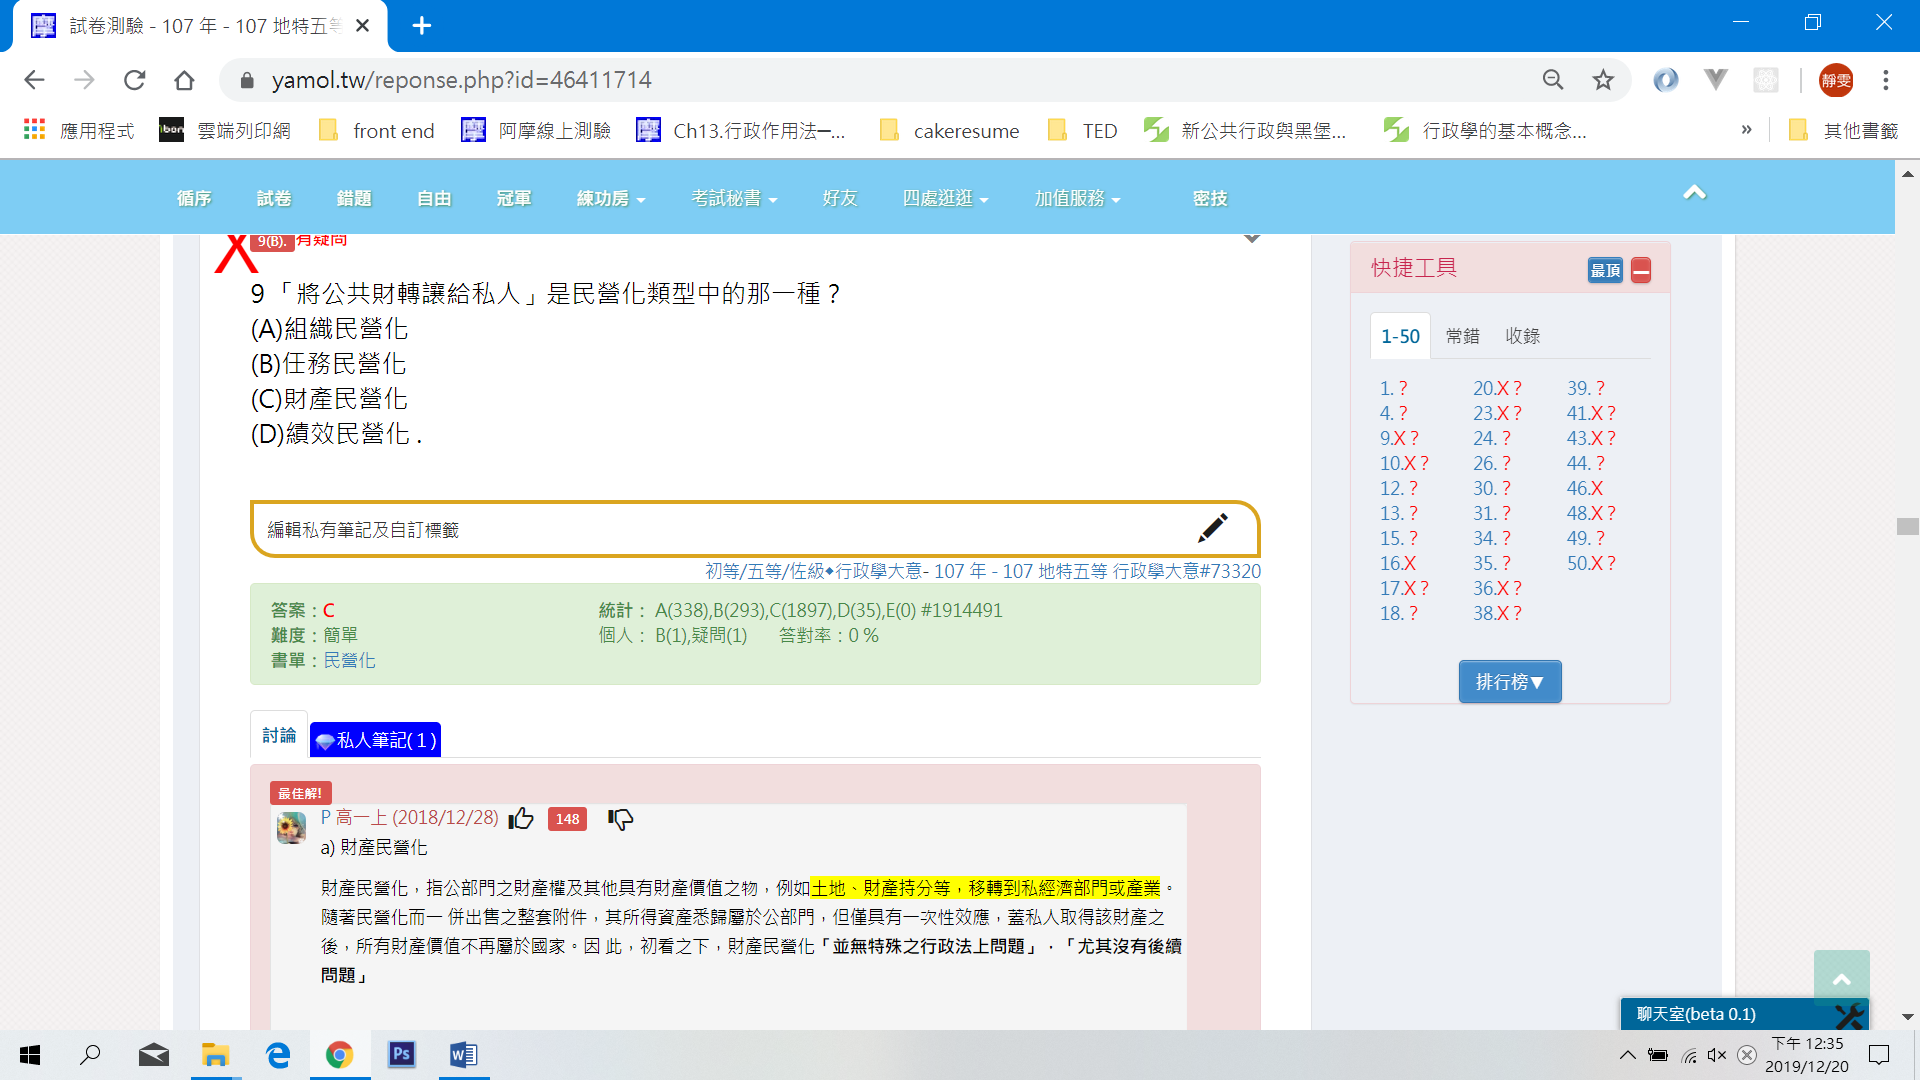 試卷測驗 - 107 年 - 107 地特五等
yamol.tw/reponse.php?id=46411714
靜雯
應用程式
ibon
雲端列印網
front end
阿摩線上測驗
Ch13.行政作用法一...
cakeresume
TED
新公共行政與黑堡...
行政學的基本概念...
»
其他書籤
循序 試卷 錯題 自由 冠軍 練功房 考試秘書 好友 四處逛逛 加值服務 密技
X 9(B). 有疑問
9 「將公共財轉讓給私人」是民營化類型中的那一種？
(A)組織民營化
(B)任務民營化
(C)財產民營化
(D)績效民營化 .
編輯私有筆記及自訂標籤
初等/五等/佐級◆行政學大意- 107 年 - 107 地特五等 行政學大意#73320
答案：C
難度：簡單
書單：民營化
統計： A(338),B(293),C(1897),D(35),E(0) #1914491
個人： B(1),疑問(1) 答對率：0 %
討論
私人筆記( 1 )
最佳解!
P 高一上 (2018/12/28) 148
a) 財產民營化
財產民營化，指公部門之財產權及其他具有財產價值之物，例如土地、財產持分等，移轉到私經濟部門或產業。
隨著民營化而一 併出售之整套附件，其所得資產悉歸屬於公部門，但僅具有一次性效應，蓋私人取得該財產之
後，所有財產價值不再屬於國家。因 此，初看之下，財產民營化「並無特殊之行政法上問題」．「尤其沒有後續
問題」
快捷工具
最頂
1-50 常錯 收錄
1. ? 20.X ? 39. ?
4. ? 23.X ? 41.X ?
9.X ? 24. ? 43.X ?
10.X ? 26. ? 44. ?
12. ? 30. ? 46.X
13. ? 31. ? 48.X ?
15. ? 34. ? 49. ?
16.X 35. ? 50.X ?
17.X ? 36.X ?
18. ? 38.X ?
排行榜▼
聊天室(beta 0.1)
Ps
下午 12:35
2019/12/20